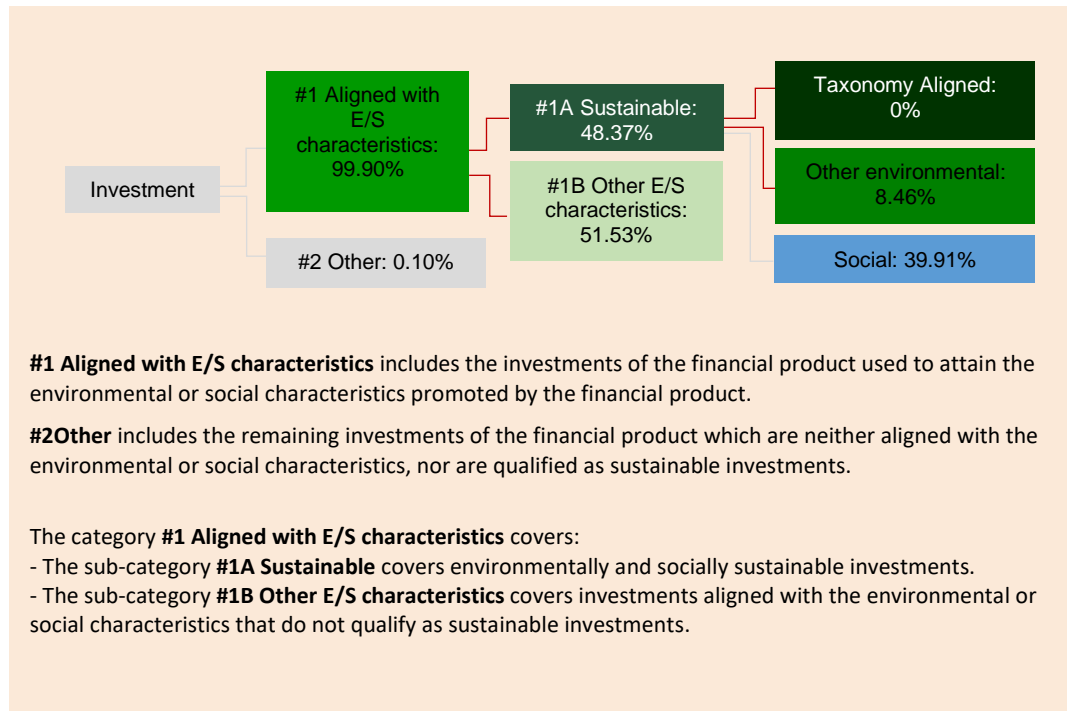 Investment
#1 Aligned with
E/S
characteristics:
99.90%
#2 Other: 0.10%
#1A Sustainable:
48.37%
#1B Other E/S
characteristics:
51.53%
Taxonomy Aligned:
0%
Other environmental:
8.46%
Social: 39.91%
#1 Aligned with E/S characteristics includes the investments of the financial product used to attain the
environmental or social characteristics promoted by the financial product.
#2Other includes the remaining investments of the financial product which are neither aligned with the
environmental or social characteristics, nor are qualified as sustainable investments.
The category #1 Aligned with E/S characteristics covers:
- The sub-category #1A Sustainable covers environmentally and socially sustainable investments.
- The sub-category #1B Other E/S characteristics covers investments aligned with the environmental or
social characteristics that do not qualify as sustainable investments.